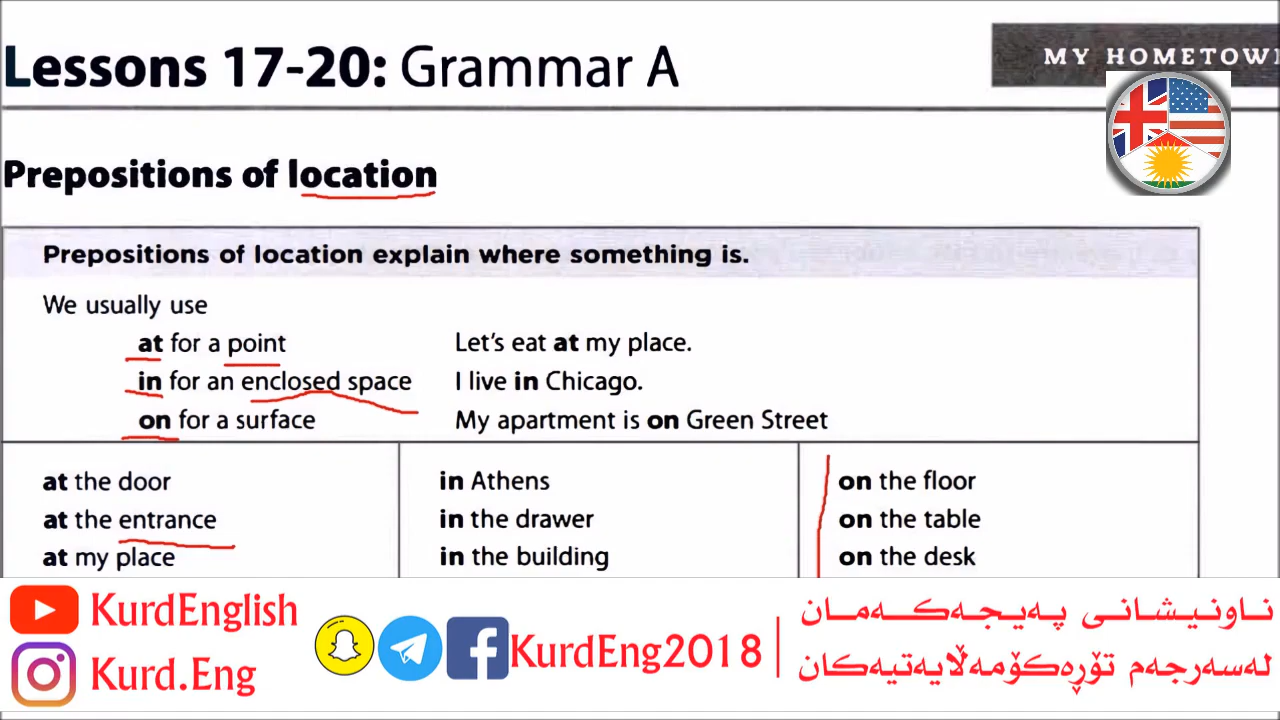 Lessons 17-20: Grammar A
MY HOMETOWN
Prepositions of location
Prepositions of location explain where something is.
We usually use
at for a point Let's eat at my place.
in for an enclosed space I live in Chicago.
on for a surface My apartment is on Green Street
at the door in Athens on the floor
at the entrance in the drawer on the table
at my place in the building on the desk
KurdEnglish
Kurd.Eng
KurdEng2018
ناونیشانی پەیجەکەمان
لەسەرجەم تۆڕەکۆمەڵایەتیەکان